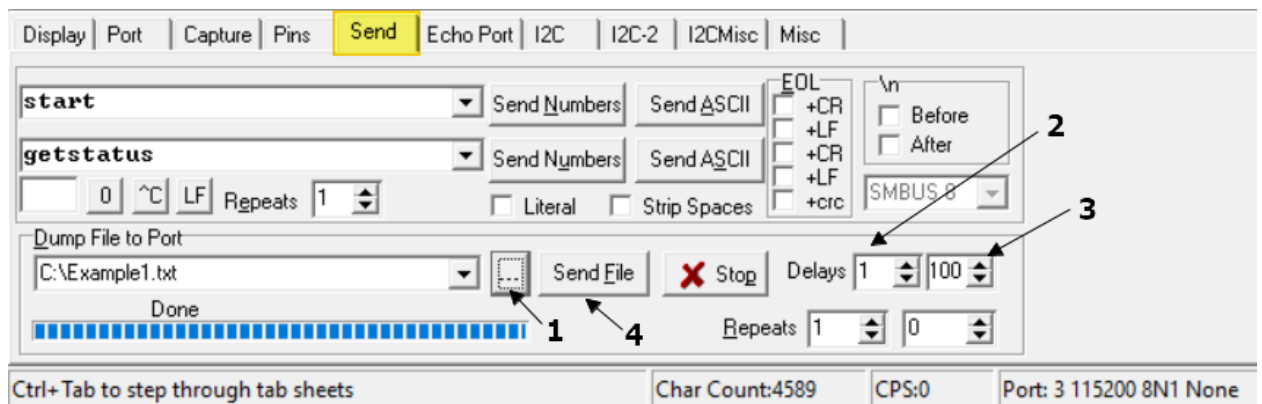 Display Port Capture Pins Send Echo Port I2C I2C-2 I2CMisc Misc
EOL \n
start Send Numbers Send ASCII +CR Before
+LF
getstatus Send Numbers Send ASCII +CR After
+LF
0 ^C LF Repeats 1 Literal Strip Spaces +crc SMBUS 8
Dump File to Port
C:\Example1.txt ... Send File Stop Delays 1 100
Done
Repeats 1 0
1 2 3 4
Ctrl+Tab to step through tab sheets Char Count:4589 CPS:0 Port: 3 115200 8N1 None